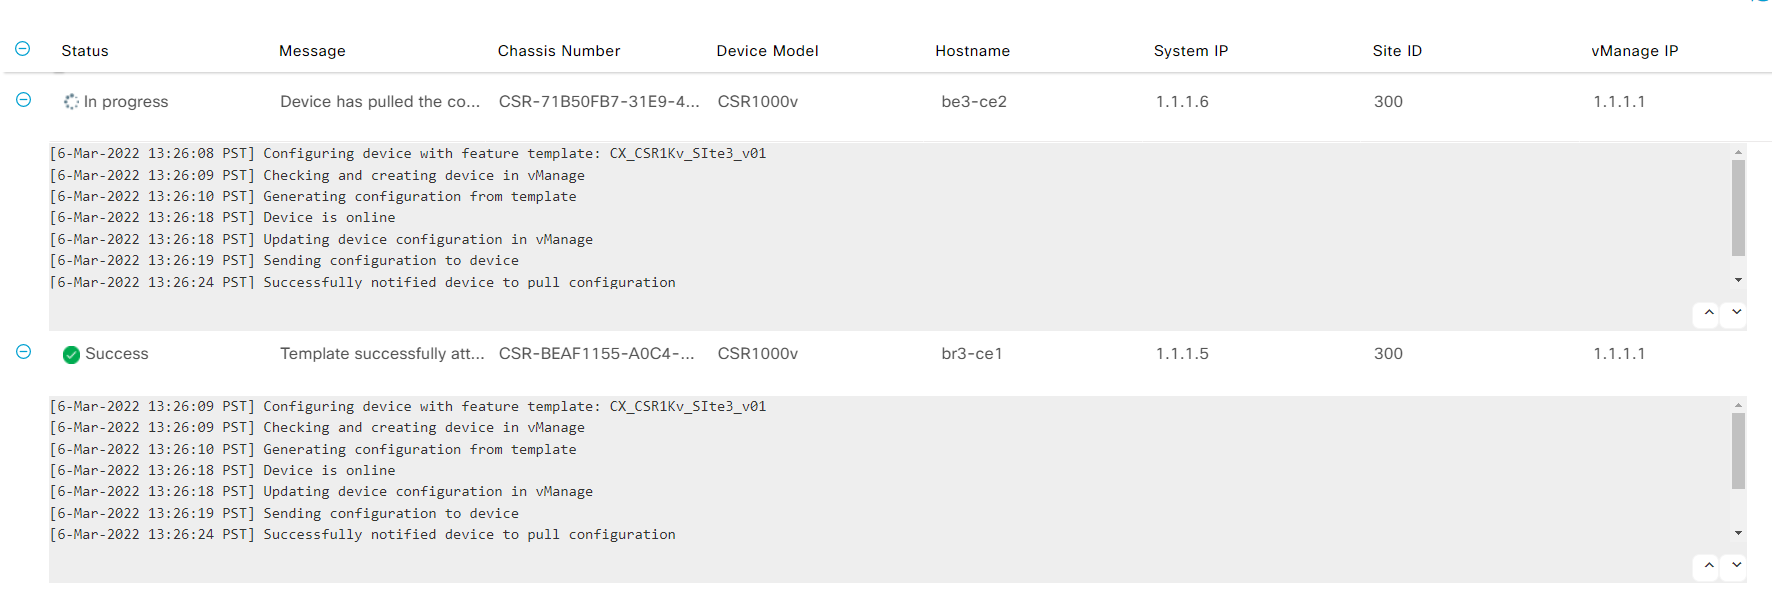 Status Message Chassis Number Device Model Hostname System IP Site ID vManage IP
In progress Device has pulled the co... CSR-71B50FB7-31E9-4... CSR1000v be3-ce2 1.1.1.6 300 1.1.1.1
[6-Mar-2022 13:26:08 PST] Configuring device with feature template: CX_CSR1Kv_SIte3_v01
[6-Mar-2022 13:26:09 PST] Checking and creating device in vManage
[6-Mar-2022 13:26:10 PST] Generating configuration from template
[6-Mar-2022 13:26:18 PST] Device is online
[6-Mar-2022 13:26:18 PST] Updating device configuration in vManage
[6-Mar-2022 13:26:19 PST] Sending configuration to device
[6-Mar-2022 13:26:24 PST] Successfully notified device to pull configuration
Success Template successfully att... CSR-BEAF1155-A0C4-... CSR1000v br3-ce1 1.1.1.5 300 1.1.1.1
[6-Mar-2022 13:26:09 PST] Configuring device with feature template: CX_CSR1Kv_SIte3_v01
[6-Mar-2022 13:26:09 PST] Checking and creating device in vManage
[6-Mar-2022 13:26:10 PST] Generating configuration from template
[6-Mar-2022 13:26:18 PST] Device is online
[6-Mar-2022 13:26:18 PST] Updating device configuration in vManage
[6-Mar-2022 13:26:19 PST] Sending configuration to device
[6-Mar-2022 13:26:24 PST] Successfully notified device to pull configuration